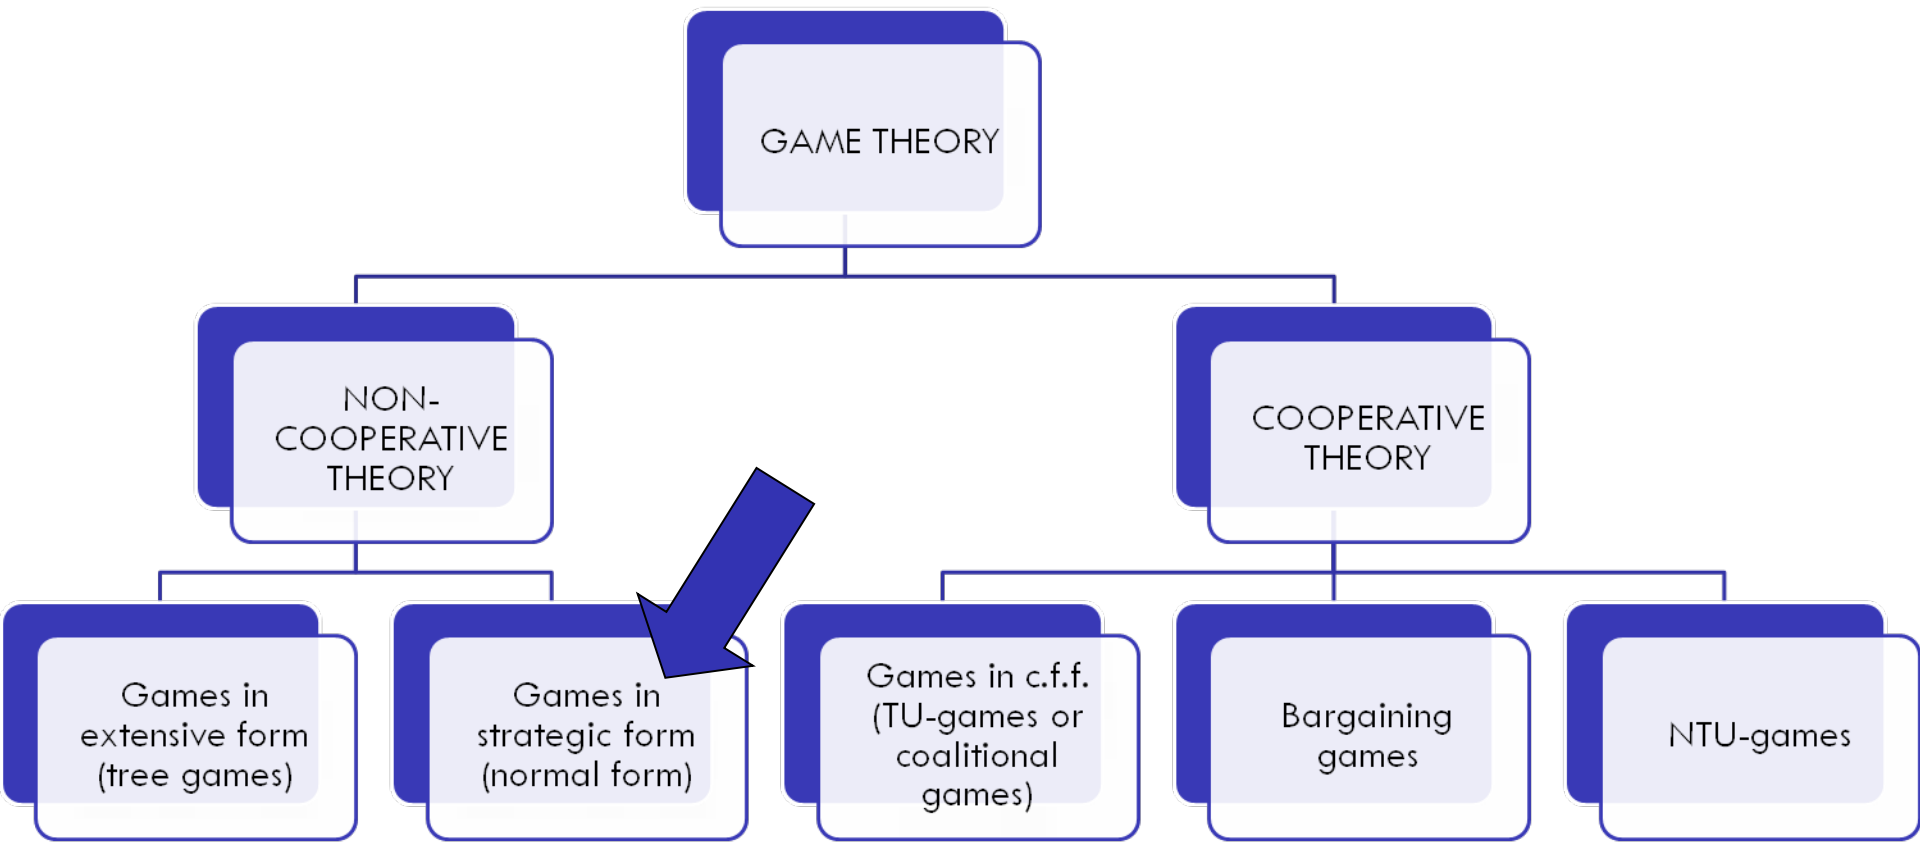 GAME THEORY
NON-
COOPERATIVE
THEORY
COOPERATIVE
THEORY
Games in
extensive form
(tree games)
Games in
strategic form
(normal form)
Games in c.f.f.
(TU-games or
coalitional
games)
Bargaining
games
NTU-games